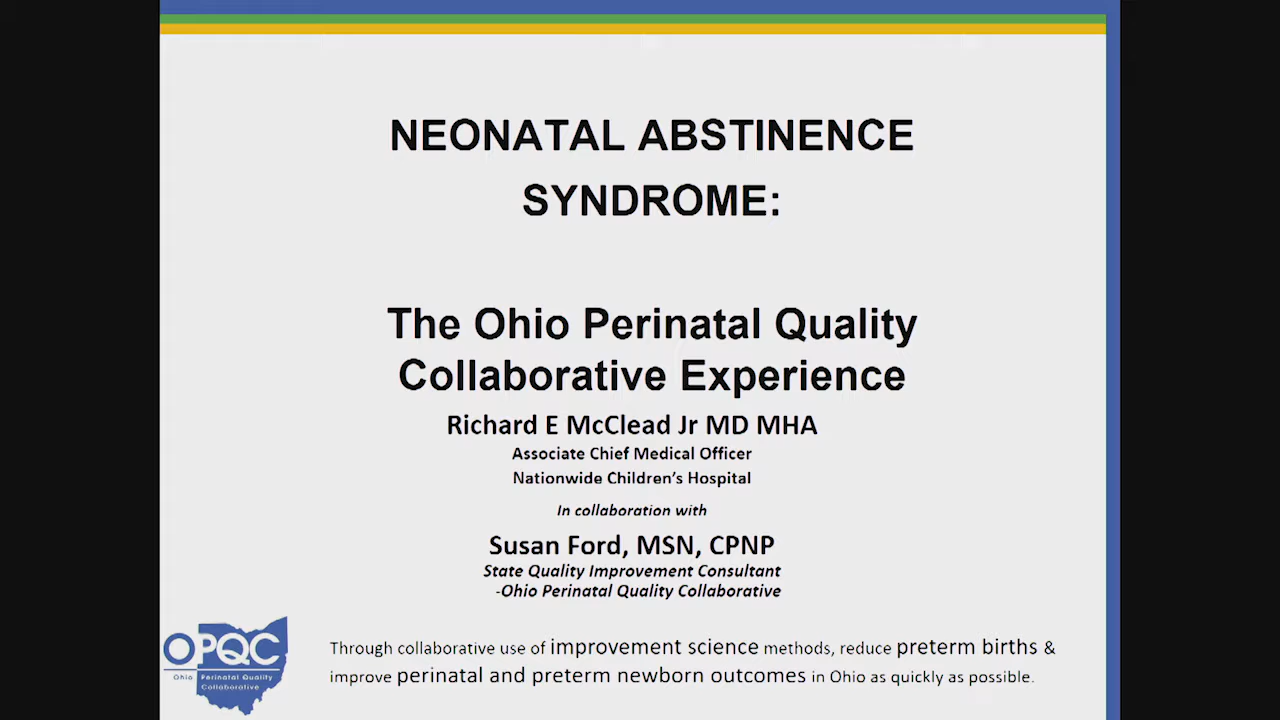 NEONATAL ABSTINENCE
SYNDROME:
The Ohio Perinatal Quality
Collaborative Experience
Richard E McClead Jr MD MHA
Associate Chief Medical Officer
Nationwide Children's Hospital
In collaboration with
Susan Ford, MSN, CPNP
State Quality Improvement Consultant
-Ohio Perinatal Quality Collaborative
OPQC
Ohio Perinatal Quality
Collaborative
Through collaborative use of improvement science methods, reduce preterm births &
improve perinatal and preterm newborn outcomes in Ohio as quickly as possible.